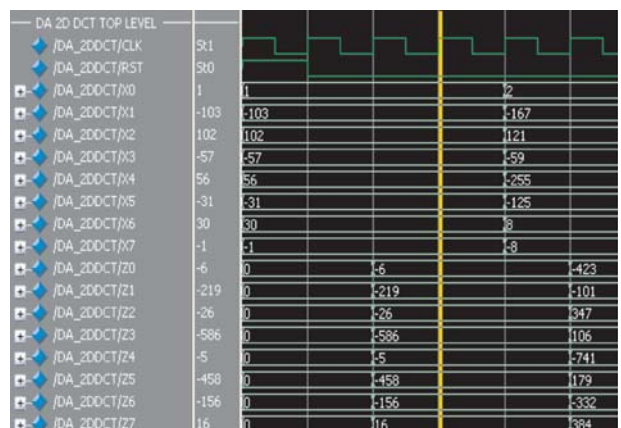 DA 2D DCT TOP LEVEL
/DA_2DDCT/CLK St1
/DA_2DDCT/RST St0
/DA_2DDCT/X0 1 1 2
/DA_2DDCT/X1 -103 -103 -167
/DA_2DDCT/X2 102 102 121
/DA_2DDCT/X3 -57 -57 -59
/DA_2DDCT/X4 56 56 -255
/DA_2DDCT/X5 -31 -31 -125
/DA_2DDCT/X6 30 30 8
/DA_2DDCT/X7 -1 -1 -8
/DA_2DDCT/Z0 -6 0 -6 -423
/DA_2DDCT/Z1 -219 0 -219 -101
/DA_2DDCT/Z2 -26 0 -26 347
/DA_2DDCT/Z3 -586 0 -586 106
/DA_2DDCT/Z4 -5 0 -5 -741
/DA_2DDCT/Z5 -458 0 -458 179
/DA_2DDCT/Z6 -156 0 -156 -332
/DA_2DDCT/Z7 16 0 16 384